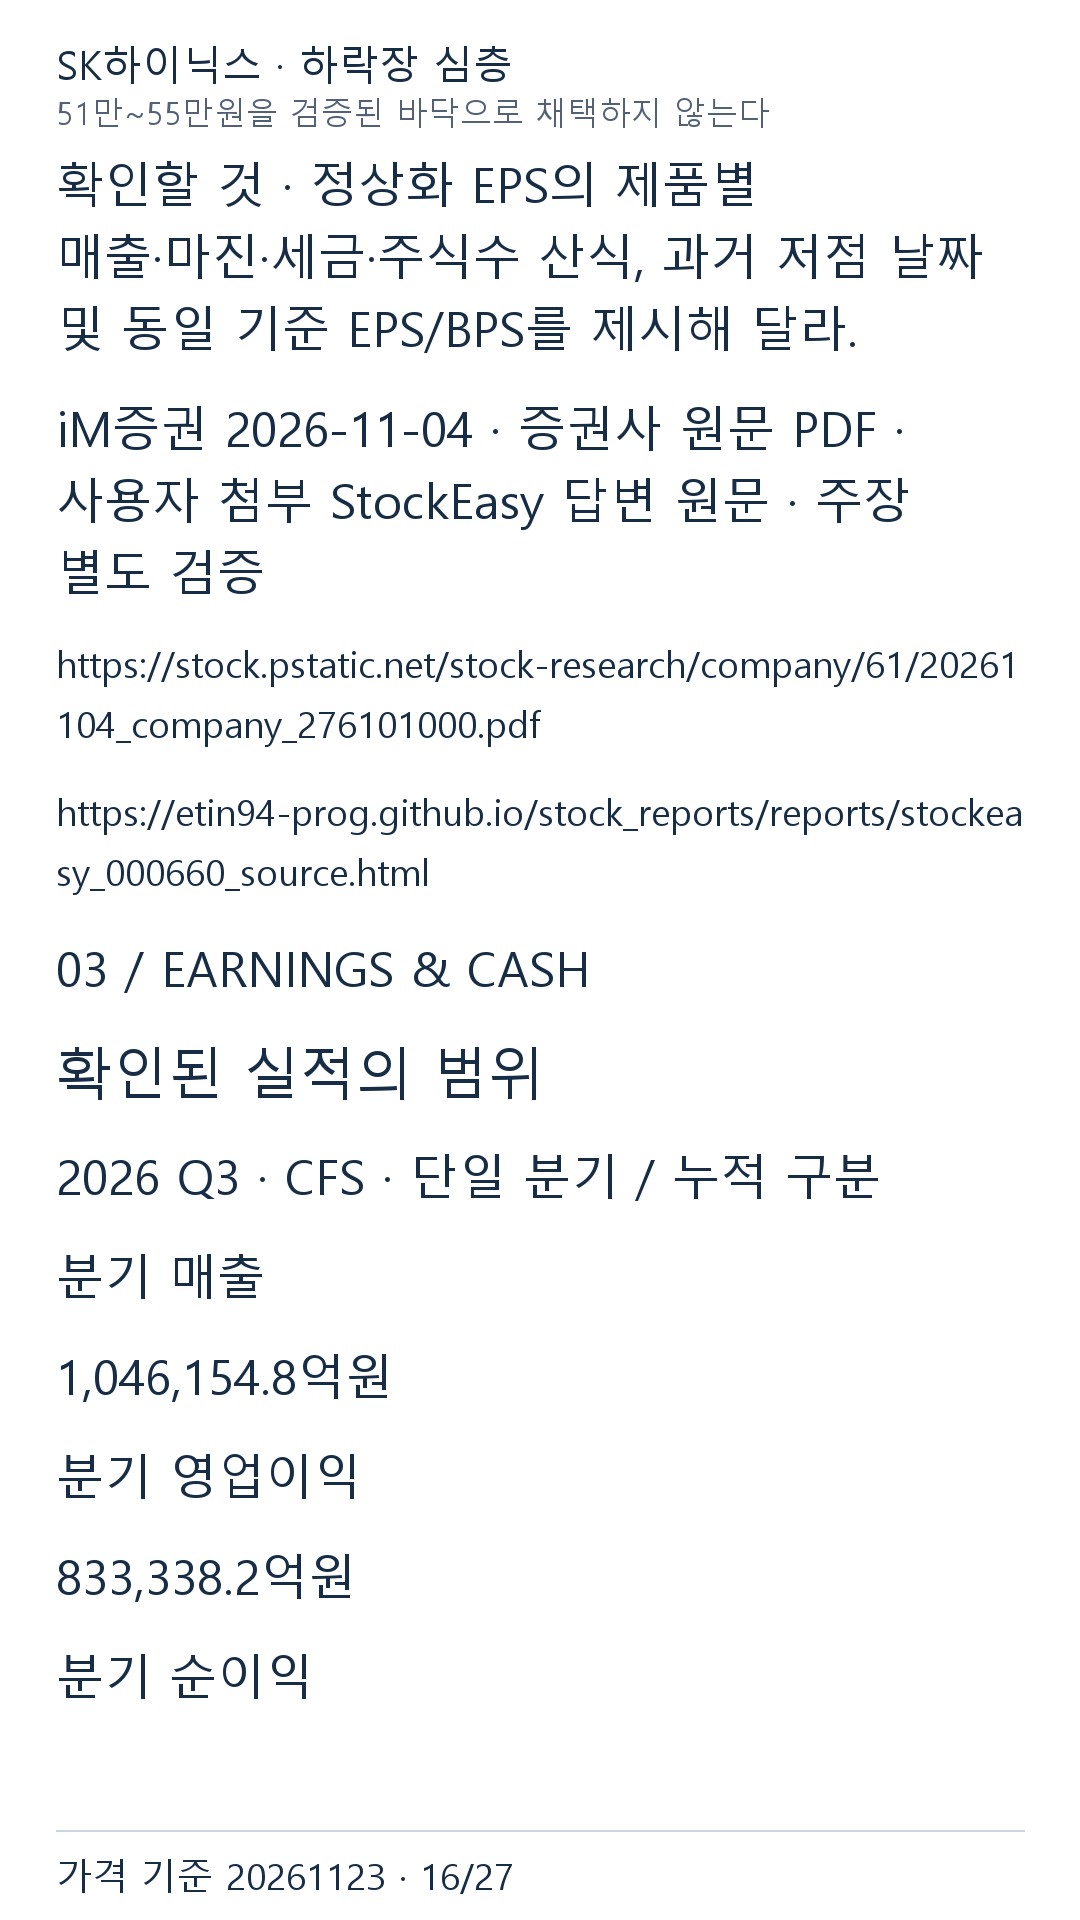 SK하이닉스 · 하락장 심층
51만~55만원을 검증된 바닥으로 채택하지 않는다
확인할 것 · 정상화 EPS의 제품별
매출·마진·세금·주식수 산식, 과거 저점 날짜
및 동일 기준 EPS/BPS를 제시해 달라.
iM증권 2026-11-04 · 증권사 원문 PDF ·
사용자 첨부 StockEasy 답변 원문 · 주장
별도 검증
https://stock.pstatic.net/stock-research/company/61/20261
104_company_276101000.pdf
https://etin94-prog.github.io/stock_reports/reports/stockea
sy_000660_source.html
03 / EARNINGS & CASH
확인된 실적의 범위
2026 Q3 · CFS · 단일 분기 / 누적 구분
분기 매출
1,046,154.8억원
분기 영업이익
833,338.2억원
분기 순이익
가격 기준 20261123 · 16/27